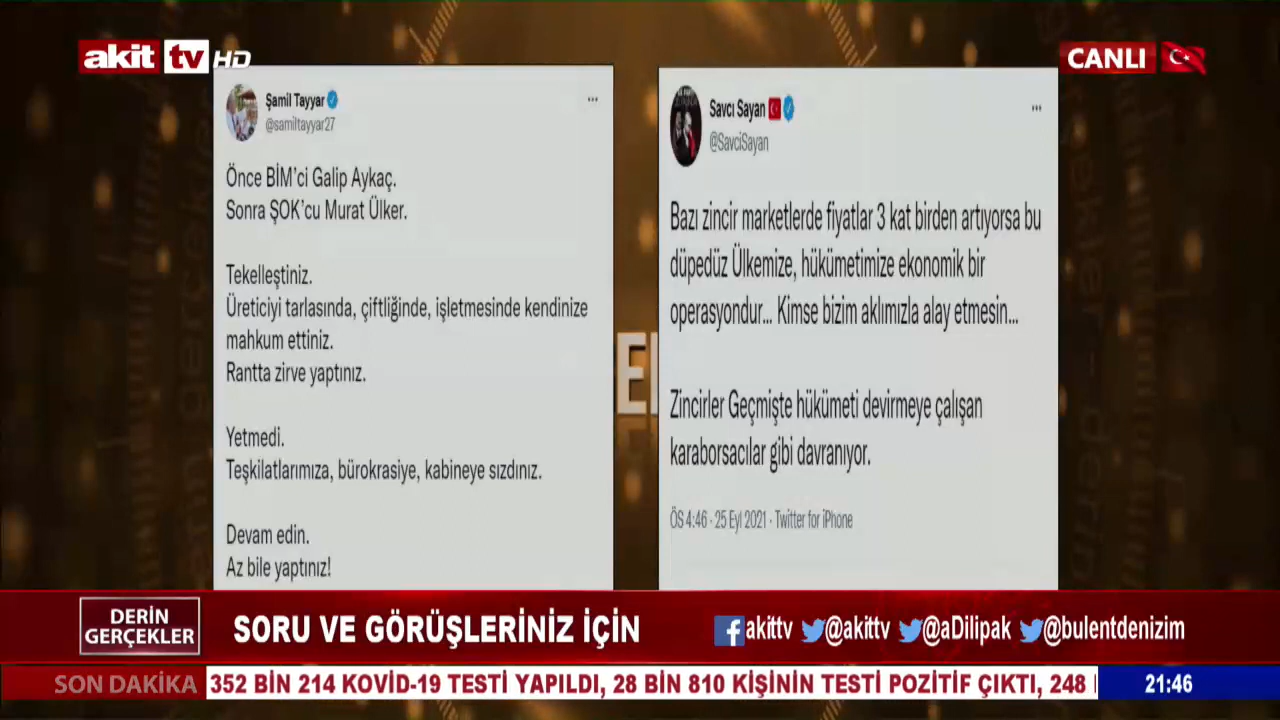 akit tv HD
CANLI
Şamil Tayyar
@samiltayyar27
Önce BİM'ci Galip Aykaç.
Sonra ŞOK'cu Murat Ülker.
Tekelleştiniz.
Üreticiyi tarlasında, çiftliğinde, işletmesinde kendinize
mahkum ettiniz.
Rantta zirve yaptınız.
Yetmedi.
Teşkilatlarımıza, bürokrasiye, kabineye sızdınız.
Devam edin.
Az bile yaptınız!
Savcı Sayan
@SavciSayan
Bazı zincir marketlerde fiyatlar 3 kat birden artıyorsa bu
düpedüz Ülkemize, hükümetimize ekonomik bir
operasyondur... Kimse bizim aklımızla alay etmesin...
Zincirler Geçmişte hükümeti devirmeye çalışan
karaborsacılar gibi davranıyor.
ÖS 4:46 · 25 Eyl 2021 · Twitter for iPhone
DERİN
GERÇEKLER
SORU VE GÖRÜŞLERİNİZ İÇİN
akittv @akittv @aDilipak @bulentdenizim
SON DAKİKA
352 BİN 214 KOVİD-19 TESTİ YAPILDI, 28 BİN 810 KİŞİNİN TESTİ POZİTİF ÇIKTI, 248
21:46